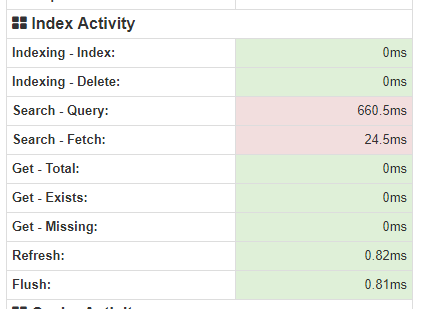 Index Activity
Indexing - Index: 0ms
Indexing - Delete: 0ms
Search - Query: 660.5ms
Search - Fetch: 24.5ms
Get - Total: 0ms
Get - Exists: 0ms
Get - Missing: 0ms
Refresh: 0.82ms
Flush: 0.81ms